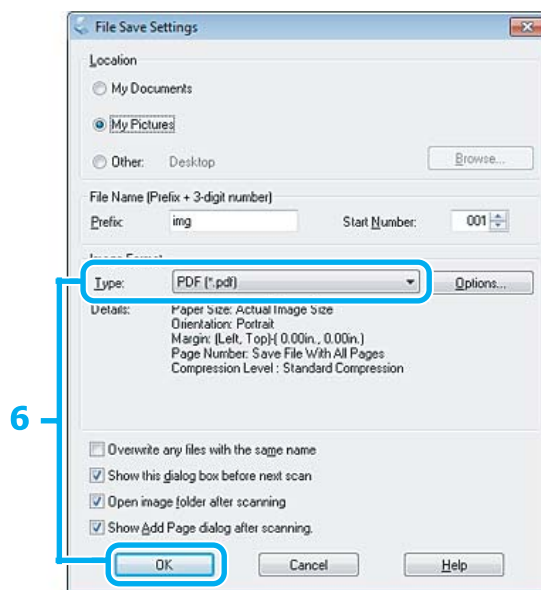 File Save Settings
Location
My Documents
My Pictures
Other: Desktop Browse...
File Name (Prefix + 3-digit number)
Prefix: img Start Number: 001
Image Format
Type: PDF (*.pdf) Options...
Details: Paper Size: Actual Image Size
Orientation: Portrait
Margin: (Left, Top)-( 0.00in., 0.00in.)
Page Number: Save File With All Pages
Compression Level : Standard Compression
6
Overwrite any files with the same name
Show this dialog box before next scan
Open image folder after scanning
Show Add Page dialog after scanning.
OK Cancel Help